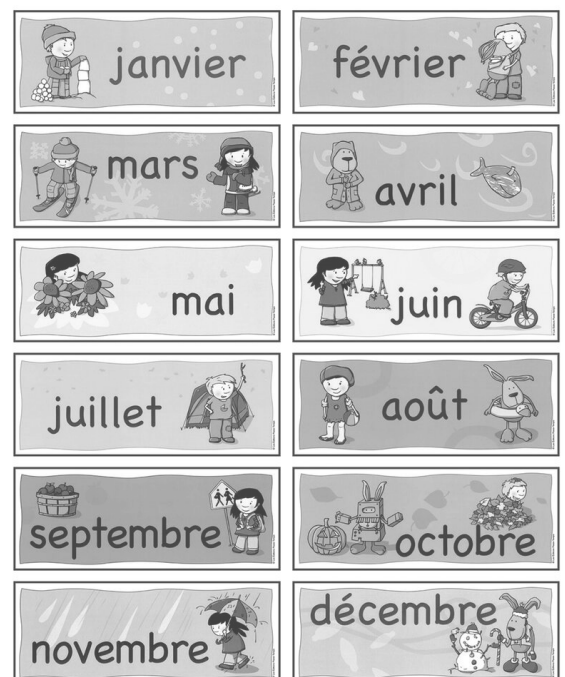 janvier
février
mars
avril
mai
juin
juillet
août
septembre
octobre
novembre
décembre